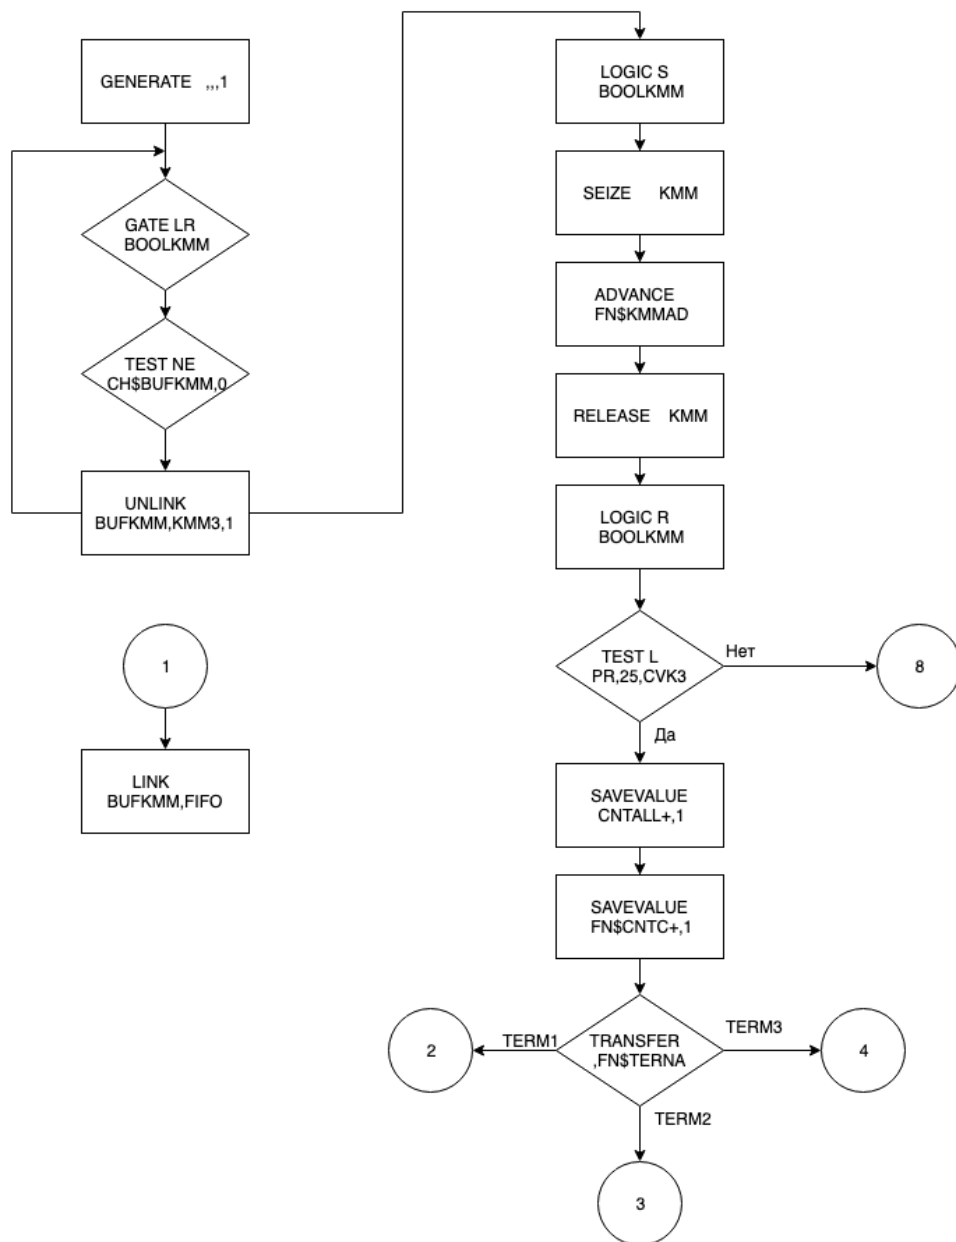 GENERATE ,,,1
GATE LR
BOOLKMM
TEST NE
CH$BUFKMM,0
UNLINK
BUFKMM,KMM3,1
1
LINK
BUFKMM,FIFO
LOGIC S
BOOLKMM
SEIZE KMM
ADVANCE
FN$KMMAD
RELEASE KMM
LOGIC R
BOOLKMM
TEST L
PR,25,CVK3
Нет
8
Да
SAVEVALUE
CNTALL+,1
SAVEVALUE
FN$CNTC+,1
TRANSFER
,FN$TERNA
TERM1
2
TERM3
4
TERM2
3